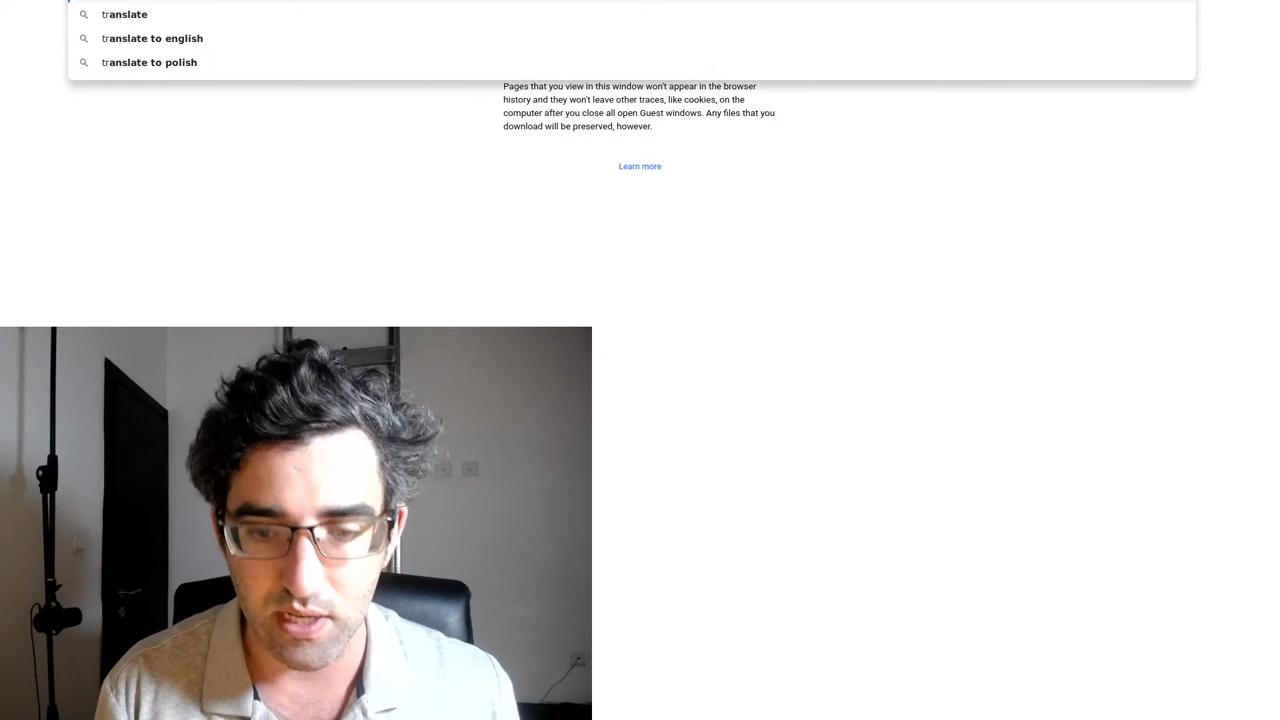 translate
translate to english
translate to polish
Pages that you view in this window won't appear in the browser
history and they won't leave other traces, like cookies, on the
computer after you close all open Guest windows. Any files that you
download will be preserved, however.
Learn more